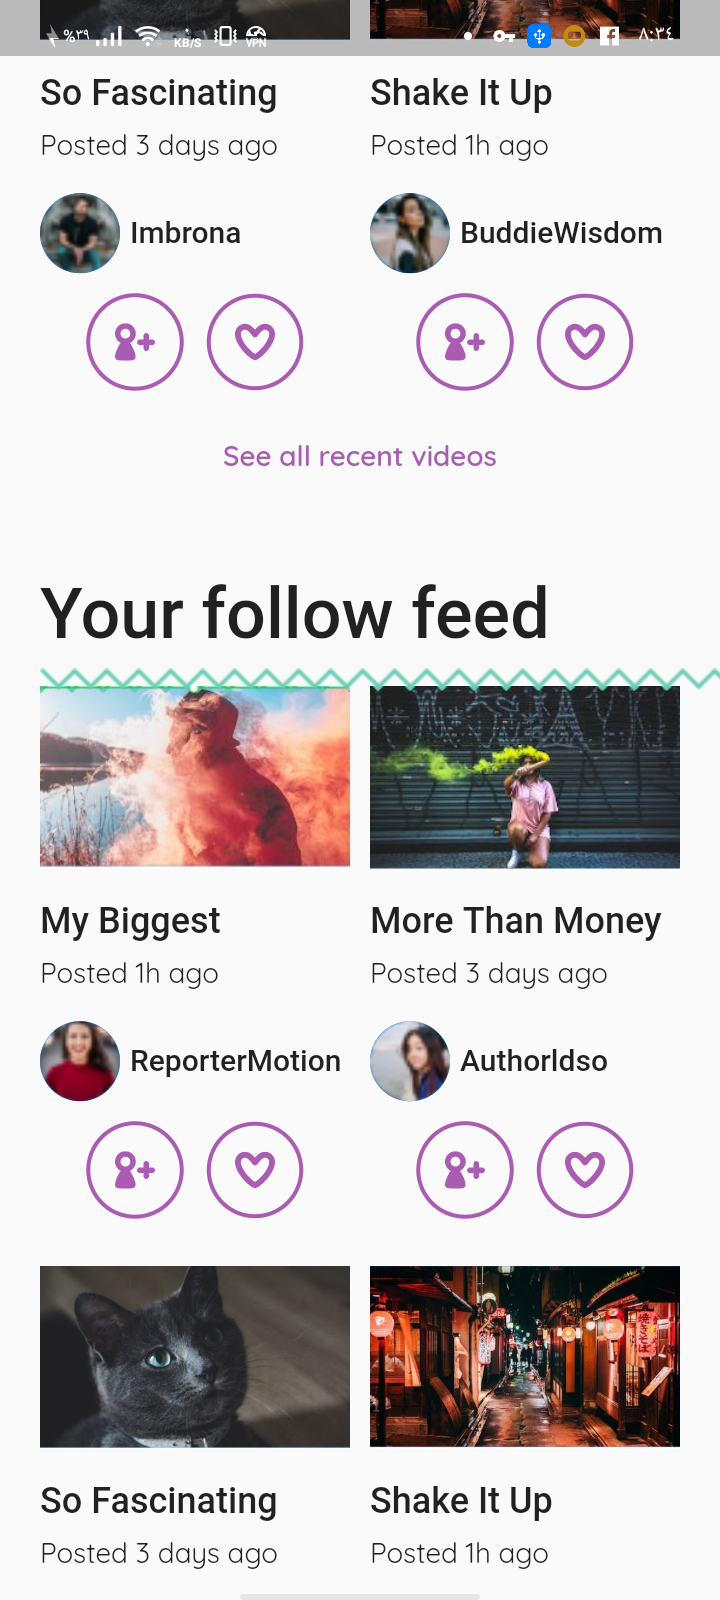 %٣٩ KB/S VPN ٨:٣٤
So Fascinating Shake It Up
Posted 3 days ago Posted 1h ago
Imbrona BuddieWisdom
See all recent videos
Your follow feed
My Biggest More Than Money
Posted 1h ago Posted 3 days ago
ReporterMotion AuthorIdso
So Fascinating Shake It Up
Posted 3 days ago Posted 1h ago